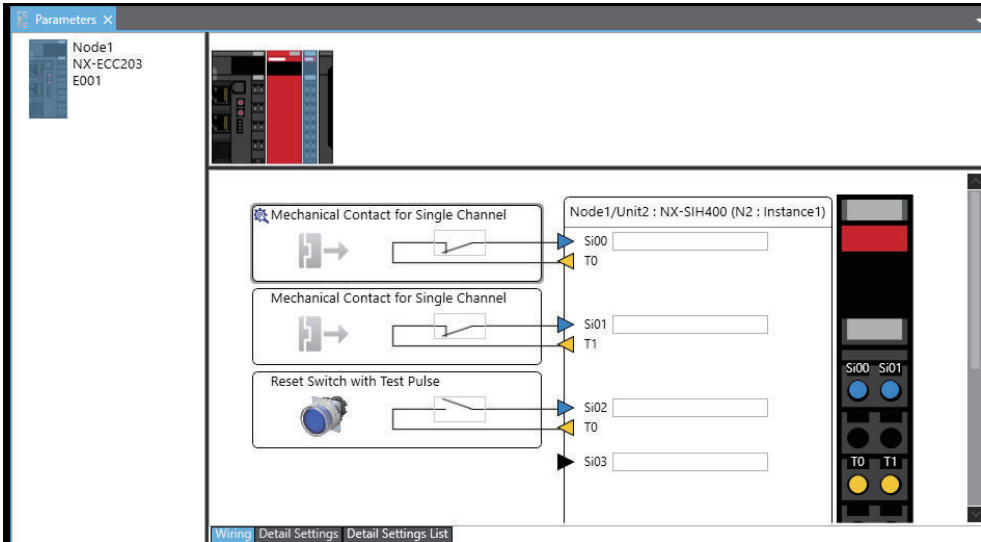 Parameters
Node1
NX-ECC203
E001
Mechanical Contact for Single Channel
Node1/Unit2 : NX-SIH400 (N2 : Instance1)
Si00
T0
Mechanical Contact for Single Channel
Si01
T1
Reset Switch with Test Pulse
Si02
T0
Si03
Si00 Si01
T0 T1
Wiring Detail Settings Detail Settings List